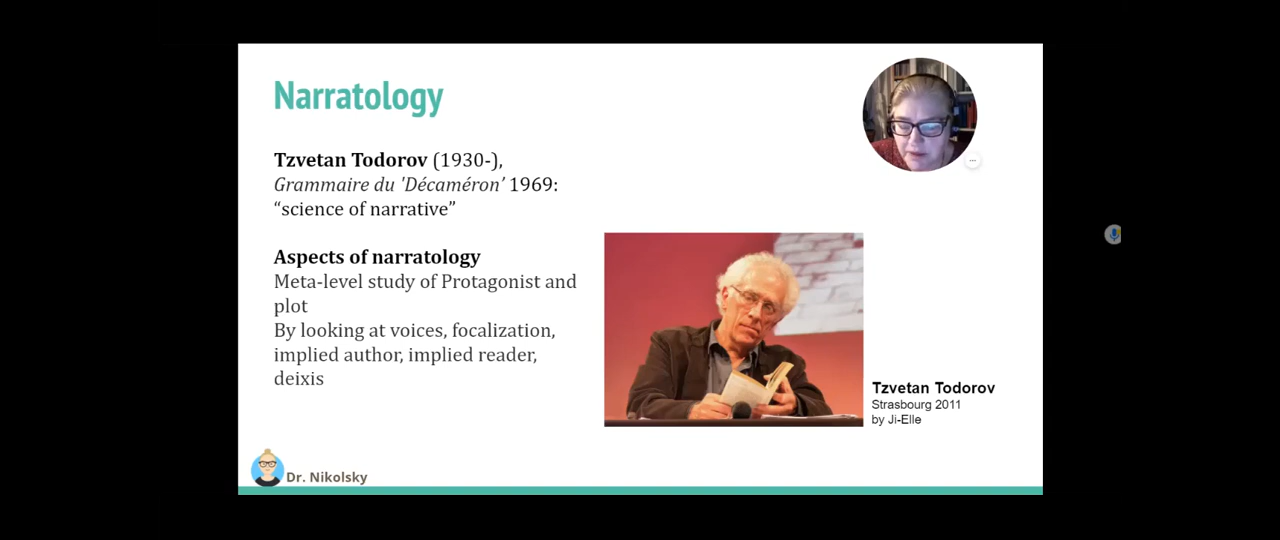 Narratology
Tzvetan Todorov (1930-),
Grammaire du 'Décaméron’ 1969:
“science of narrative”
Aspects of narratology
Meta-level study of Protagonist and
plot
By looking at voices, focalization,
implied author, implied reader,
deixis
Tzvetan Todorov
Strasbourg 2011
by Ji-Elle
Dr. Nikolsky